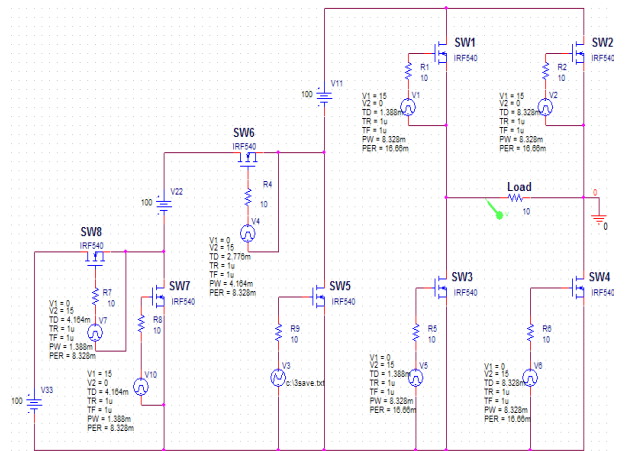 SW1
IRF540
R1
10
V1
V1 = 15
V2 = 0
TD = 1.388m
TR = 1u
TF = 1u
PW = 8.328m
PER = 16.66m
SW2
IRF540
R2
10
V2
V1 = 15
V2 = 0
TD = 8.328m
TR = 1u
TF = 1u
PW = 8.328m
PER = 16.66m
V11
100
SW6
IRF540
R4
10
V4
V1 = 0
V2 = 15
TD = 2.776m
TR = 1u
TF = 1u
PW = 4.164m
PER = 8.328m
V22
100
Load
10
V
0
0
SW8
IRF540
R7
10
V7
V1 = 0
V2 = 15
TD = 4.164m
TR = 1u
TF = 1u
PW = 1.388m
PER = 8.328m
SW7
IRF540
R8
10
V10
V1 = 15
V2 = 0
TD = 4.164m
TR = 1u
TF = 1u
PW = 1.388m
PER = 8.328m
SW5
IRF540
R9
10
V3
c:\3save.txt
SW3
IRF540
R5
10
V5
V1 = 0
V2 = 15
TD = 1.388m
TR = 1u
TF = 1u
PW = 8.328m
PER = 16.66m
SW4
IRF540
R6
10
V6
V1 = 0
V2 = 15
TD = 8.328m
TR = 1u
TF = 1u
PW = 8.328m
PER = 16.66m
V33
100